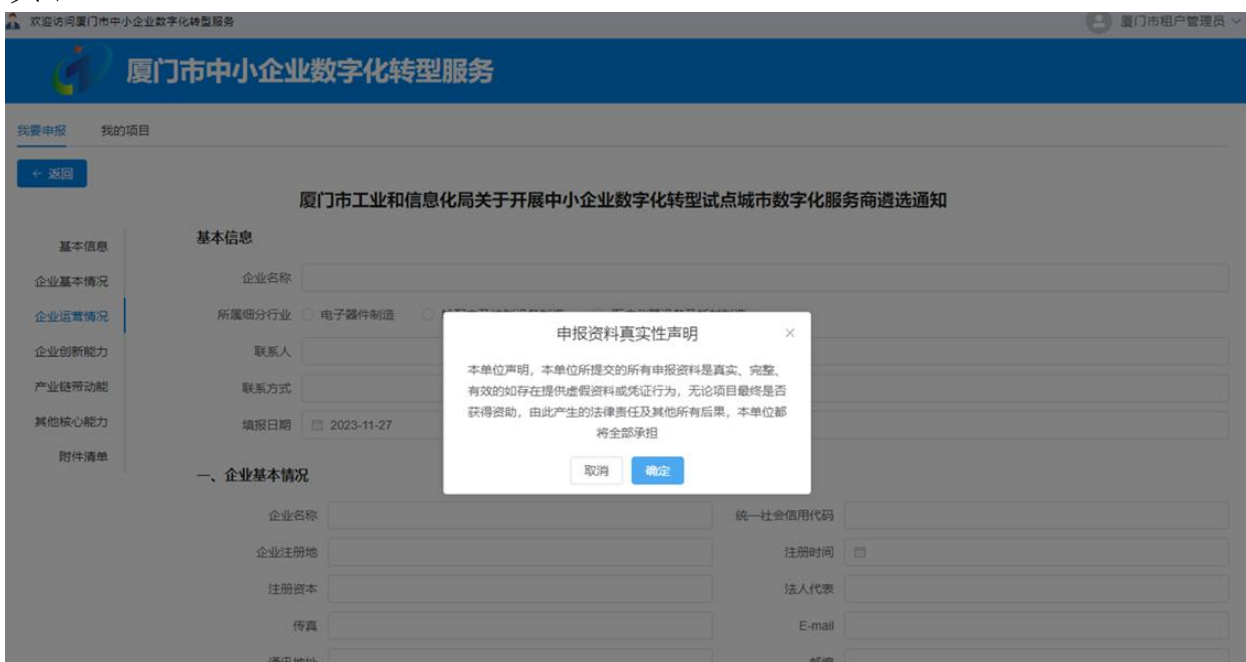 欢迎访问厦门市中小企业数字化转型服务
厦门市租户管理员
厦门市中小企业数字化转型服务
我要申报 我的项目
← 返回
厦门市工业和信息化局关于开展中小企业数字化转型试点城市数字化服务商遴选通知
基本信息
企业基本情况
企业运营情况
企业创新能力
产业链带动能
其他核心能力
附件清单
基本信息
企业名称
所属细分行业 电子器件制造
联系人
联系方式
填报日期 2023-11-27
申报资料真实性声明 ×
本单位声明，本单位所提交的所有申报资料是真实、完整、
有效的如存在提供虚假资料或凭证行为，无论项目最终是否
获得资助，由此产生的法律责任及其他所有后果，本单位都
将全部承担
取消 确定
一、企业基本情况
企业名称 统一社会信用代码
企业注册地 注册时间
注册资本 法人代表
传真 E-mail